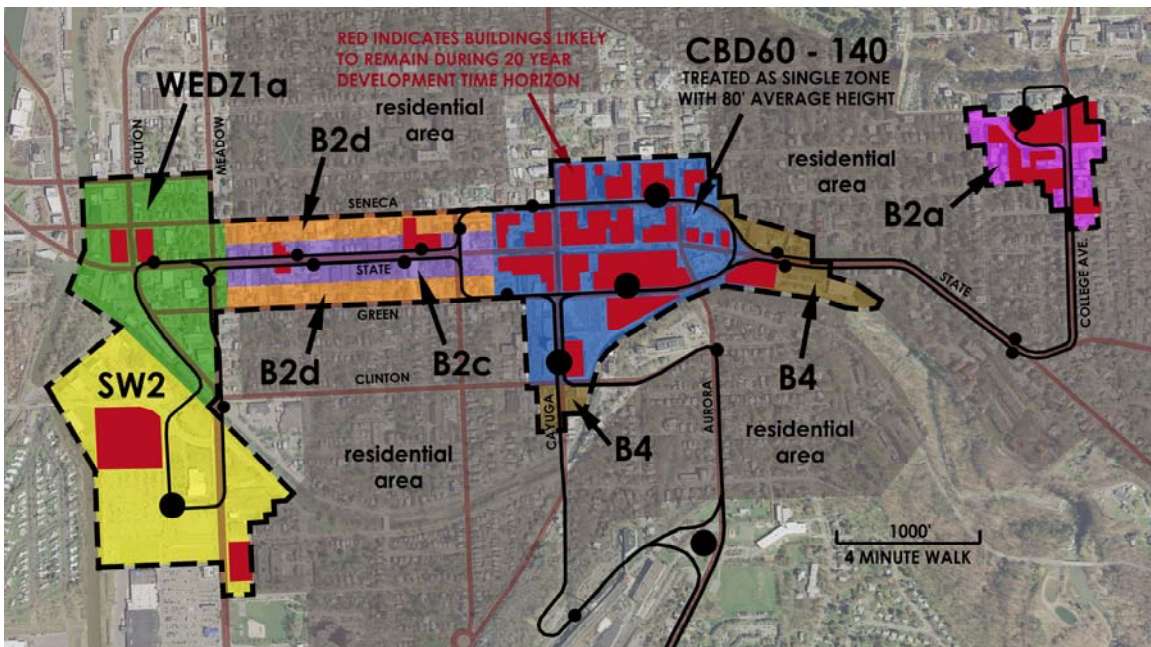 RED INDICATES BUILDINGS LIKELY
TO REMAIN DURING 20 YEAR
DEVELOPMENT TIME HORIZON
CBD60 - 140
TREATED AS SINGLE ZONE
WITH 80' AVERAGE HEIGHT
WEDZ1a
residential
area
B2d
FULTON
MEADOW
residential
area
B2a
SENECA
STATE
GREEN
B2d
B2c
CLINTON
SW2
CAYUGA
B4
AURORA
B4
STATE
COLLEGE AVE.
residential
area
residential
area
1000'
4 MINUTE WALK